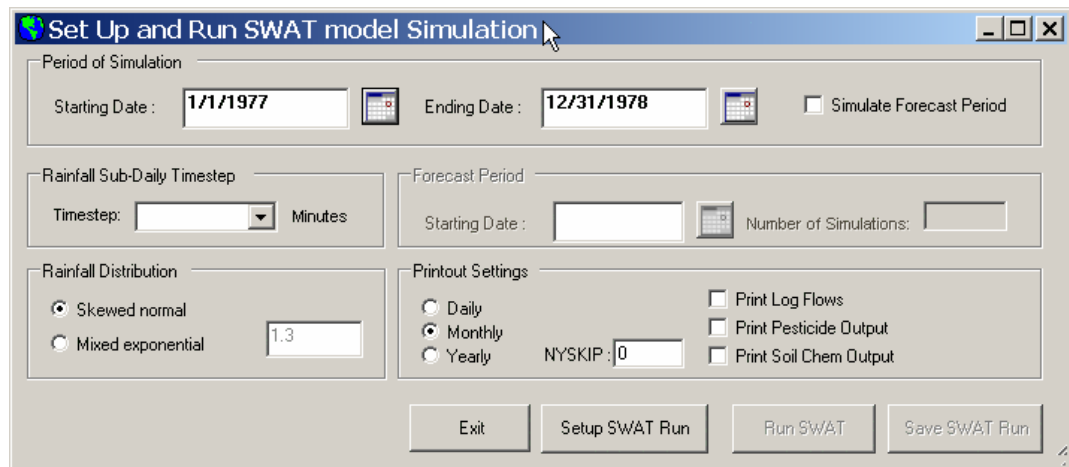 Set Up and Run SWAT model Simulation
Period of Simulation
Starting Date : 1/1/1977 Ending Date : 12/31/1978 Simulate Forecast Period
Rainfall Sub-Daily Timestep
Timestep: Minutes
Forecast Period
Starting Date : Number of Simulations:
Rainfall Distribution
Skewed normal
Mixed exponential 1.3
Printout Settings
Daily
Monthly
Yearly
NYSKIP : 0
Print Log Flows
Print Pesticide Output
Print Soil Chem Output
Exit Setup SWAT Run Run SWAT Save SWAT Run